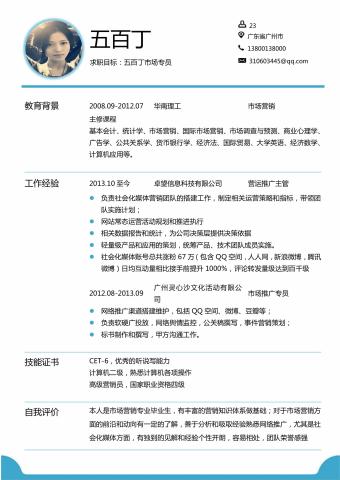 五百丁
求职目标：五百丁市场专员
23
广东省广州市
13800138000
310603445@qq.com
教育背景
2008.09-2012.07 华南理工 市场营销
主修课程
基本会计、统计学、市场营销、国际市场营销、市场调查与预测、商业心理学、
广告学、公共关系学、货币银行学、经济法、国际贸易、大学英语、经济数学、
计算机应用等。
工作经验
2013.10 至今 卓望信息科技有限公司 营运推广主管
负责社会化媒体营销团队的搭建工作，制定相关运营策略和指标，带领团
队实施计划；
网站常态运营活动规划和推进执行
相关数据报告和统计，为公司决策层提供决策依据
轻量级产品和应用的策划，统筹产品、技术团队成员实施。
社会化媒体账号总共涨粉 67 万（包含 QQ 空间，人人网，新浪微博，腾讯
微博）日均互动量相比接手前提升 1000%，评论转发量级达到百千级
2012.08-2013.09 广州灵心沙文化活动有限公司 市场推广专员
网络推广渠道搭建维护，包括 QQ 空间、微博、豆瓣等；
负责软硬广投放，网络舆情监控，公关稿撰写，事件营销策划；
标书制作和撰写，甲方沟通工作。
技能证书
CET-6，优秀的听说写能力
计算机二级，熟悉计算机各项操作
高级营销员，国家职业资格四级
自我评价
本人是市场营销专业毕业生，有丰富的营销知识体系做基础；对于市场营销方
面的前沿和动向有一定的了解，善于分析和吸取经验熟悉网络推广，尤其是社
会化媒体方面，有独到的见解和经验个性开朗，容易相处，团队荣誉感强